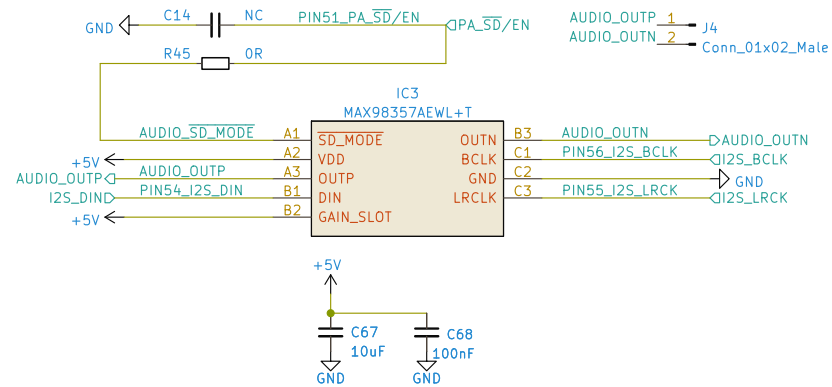 C14 NC PIN51_PA_SD/EN
GND PA_SD/EN
R45 0R
AUDIO_OUTP 1
AUDIO_OUTN 2
J4
Conn_01x02_Male
IC3
MAX98357AEWL+T
AUDIO_SD_MODE A1 SD_MODE
+5V A2 VDD
AUDIO_OUTP AUDIO_OUTP A3 OUTP
I2S_DIN PIN54_I2S_DIN B1 DIN
+5V B2 GAIN_SLOT
OUTN B3 AUDIO_OUTN AUDIO_OUTN
BCLK C1 PIN56_I2S_BCLK I2S_BCLK
GND C2 GND
LRCLK C3 PIN55_I2S_LRCK I2S_LRCK
+5V
C67
10uF
GND
C68
100nF
GND